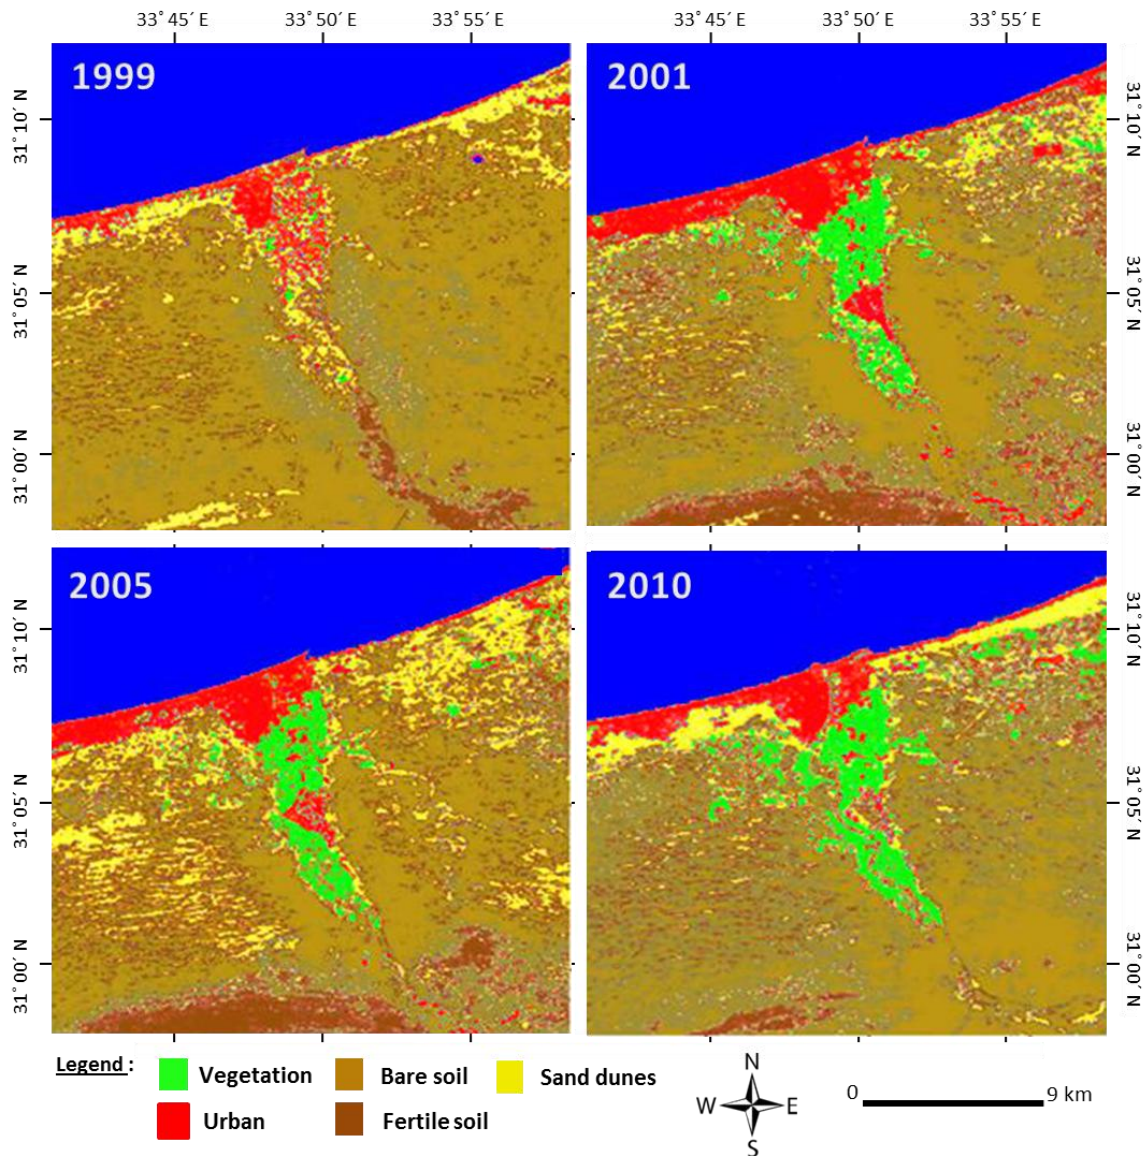 33° 45´ E 33° 50´ E 33° 55´ E 33° 45´ E 33° 50´ E 33° 55´ E
1999 2001
31° 10´ N 31° 10´ N
31° 05´ N 31° 05´ N
31° 00´ N 31° 00´ N
2005 2010
31° 10´ N 31° 10´ N
31° 05´ N 31° 05´ N
31° 00´ N 31° 00´ N
Legend :
Vegetation Bare soil Sand dunes
Urban Fertile soil
N
W E
S
0 9 km